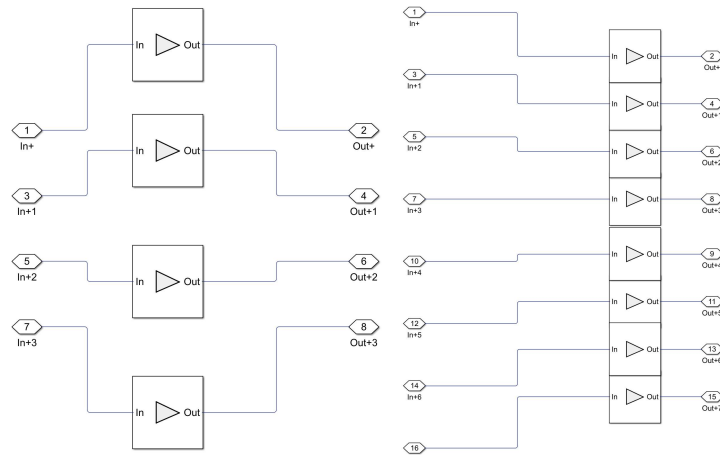 In Out
1
In+
2
Out+
In Out
3
In+1
4
Out+1
5
In+2
In Out
6
Out+2
7
In+3
8
Out+3
In Out
1
In+
In Out
2
Out+
3
In+1
In Out
4
Out+1
5
In+2
In Out
6
Out+2
7
In+3
In Out
8
Out+3
10
In+4
In Out
9
Out+4
12
In+5
In Out
11
Out+5
14
In+6
In Out
13
Out+6
In Out
15
Out+7
16